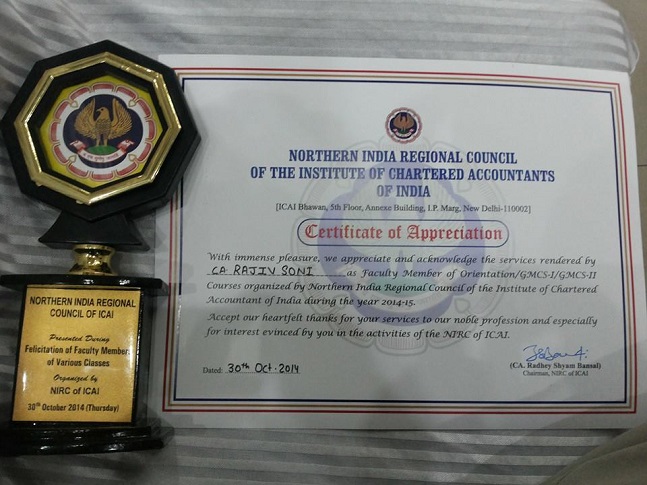 NORTHERN INDIA REGIONAL
COUNCIL OF ICAI
Presented During
Felicitation of Faculty Members
of Various Classes
Organized by
NIRC of ICAI
30th October 2014 (Thursday)
NORTHERN INDIA REGIONAL COUNCIL
OF THE INSTITUTE OF CHARTERED ACCOUNTANTS
OF INDIA
[ICAI Bhawan, 5th Floor, Annexe Building, I.P. Marg, New Delhi-110002]
Certificate of Appreciation
With immense pleasure, we appreciate and acknowledge the services rendered by
CA RAJIV SONI as Faculty Member of Orientation/GMCS-I/GMCS-II
Courses organized by Northern India Regional Council of the Institute of Chartered
Accountant of India during the year 2014-15.
Accept our heartfelt thanks for your services to our noble profession and especially
for interest evinced by you in the activities of the NIRC of ICAI.
Dated: 30th Oct. 2014
(CA. Radhey Shyam Bansal)
Chairman, NIRC of ICAI